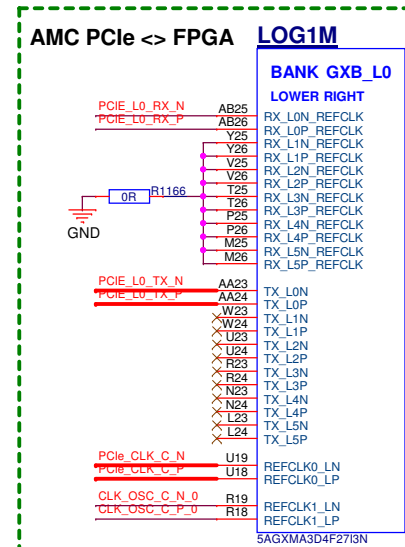 AMC PCIe <> FPGA LOG1M
BANK GXB_L0
LOWER RIGHT
PCIE_L0_RX_N AB25 RX_L0N_REFCLK
PCIE_L0_RX_P AB26 RX_L0P_REFCLK
Y25 RX_L1N_REFCLK
Y26 RX_L1P_REFCLK
V25 RX_L2N_REFCLK
V26 RX_L2P_REFCLK
0R R1166 T25 RX_L3N_REFCLK
T26 RX_L3P_REFCLK
P25 RX_L4N_REFCLK
GND P26 RX_L4P_REFCLK
M25 RX_L5N_REFCLK
M26 RX_L5P_REFCLK
PCIE_L0_TX_N AA23 TX_L0N
PCIE_L0_TX_P AA24 TX_L0P
W23 TX_L1N
W24 TX_L1P
U23 TX_L2N
U24 TX_L2P
R23 TX_L3N
R24 TX_L3P
N23 TX_L4N
N24 TX_L4P
L23 TX_L5N
L24 TX_L5P
PCIe_CLK_C_N U19 REFCLK0_LN
PCIe_CLK_C_P U18 REFCLK0_LP
CLK_OSC_C_N_0 R19 REFCLK1_LN
CLK_OSC_C_P_0 R18 REFCLK1_LP
5AGXMA3D4F27I3N